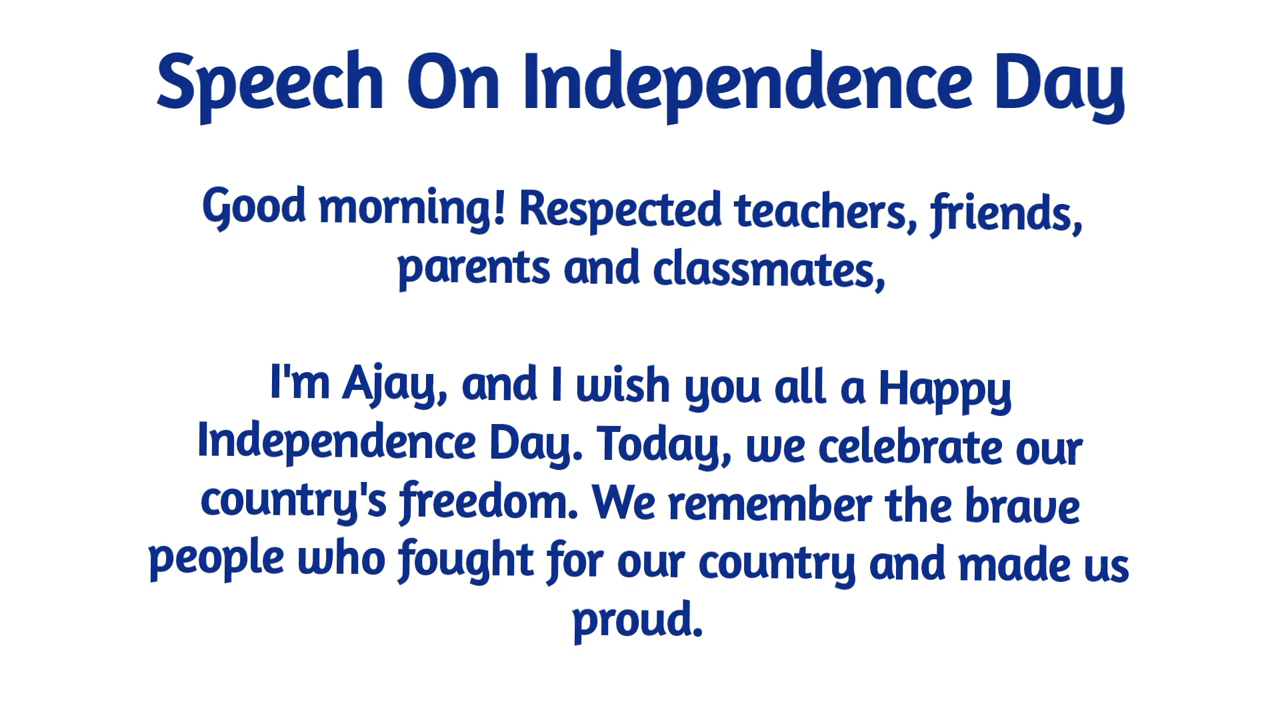 Speech On Independence Day
Good morning! Respected teachers, friends,
parents and classmates,
I'm Ajay, and I wish you all a Happy
Independence Day. Today, we celebrate our
country's freedom. We remember the brave
people who fought for our country and made us
proud.